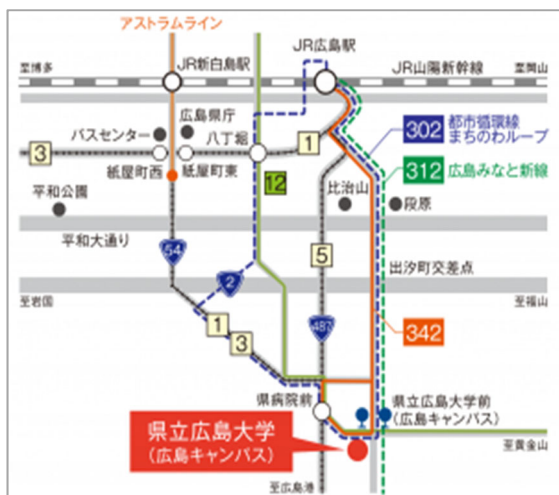 アストラムライン
JR広島駅
至博多
JR新白島駅
JR山陽新幹線
至岡山
広島県庁
バスセンター
八丁堀
3
1
302 都市循環線
まちのわループ
紙屋町西
紙屋町東
12
312 広島みなと新線
平和公園
比治山
段原
平和大通り
54
5
2
出汐町交差点
至岩国
至福山
1
3
487
342
県病院前
県立広島大学前
(広島キャンパス)
県立広島大学
(広島キャンパス)
至黄金山
至広島港